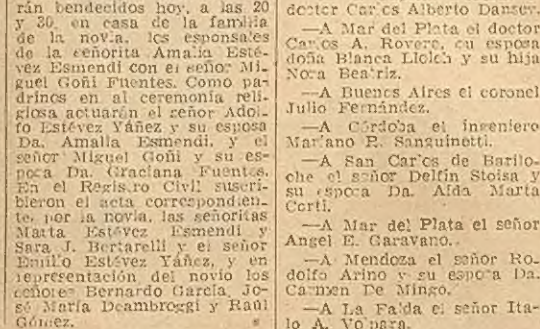 rán bendecidos hoy, a las 20
y 30, en casa de la familia
de la novia, los esponsales
de la señorita Amalia Esté-
vez Esmendi con el señor Mi-
guel Goñi Fuentes. Como pa-
drinos en al ceremonia reli-
giosa actuarán el señor Adol-
fo Estévez Yáñez y su esposa
Da. Amalia Esmendi, y el
señor Miguel Goñi y su es-
posa Da. Graciana Fuentes.
En el Registro Civil suscri-
bieron el acta correspondien-
te, por la novia, las señoritas
Marta Estévez Esmendi y
Sara J. Bertarelli y el señor
Emilio Estévez Yáñez, y en
representación del novio los
señores Bernardo García, Jo-
sé María Deambroggi y Raúl
Gómez.
doctor Carlos Alberto Danser.
—A Mar del Plata el doctor
Carlos A. Rovere, su esposa
doña Blanca Lloich y su hija
Nora Beatriz.
—A Buenos Aires el coronel
Julio Fernández.
—A Córdoba el ingeniero
Mariano R. Sanguinetti.
—A San Carlos de Barilo-
che el señor Delfín Stoisa y
su esposa Da. Aída Marta
Corti.
—A Mar del Plata el señor
Angel E. Garavano.
—A Mendoza el señor Ro-
dolfo Arino y su esposa Da.
Carmen De Mingo.
—A La Falda el señor Ita-
lo A. Volpara.